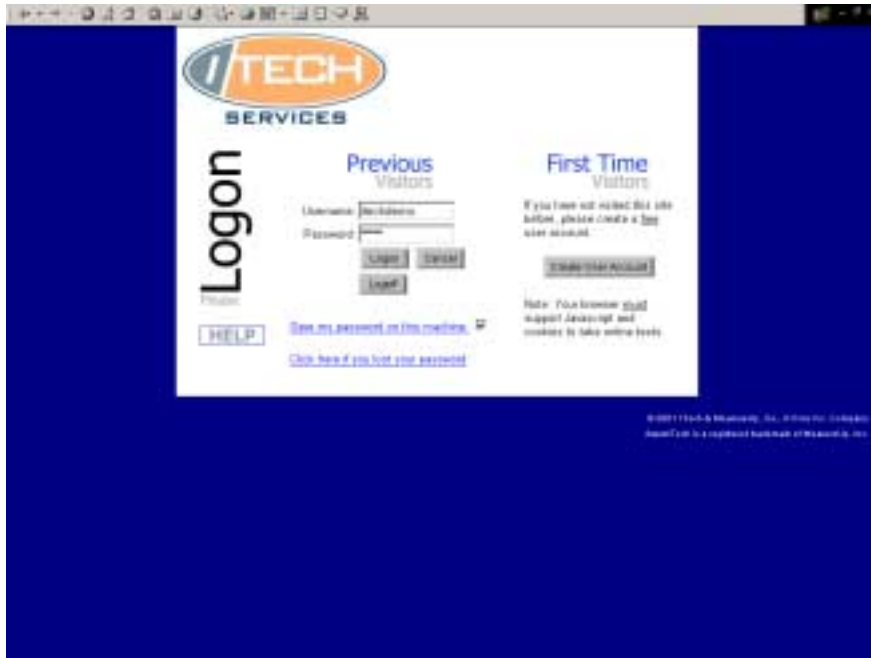 I/TECH
SERVICES
Please
Logon
HELP
Previous
Visitors
Username
Password
Logon Cancel
Logoff
Save my password on this machine.
Click here if you lost your password
First Time
Visitors
If you have not visited this site
before, please create a free
user account.
Create User Account
Note: Your browser must
support Javascript and
cookies to take online tests.